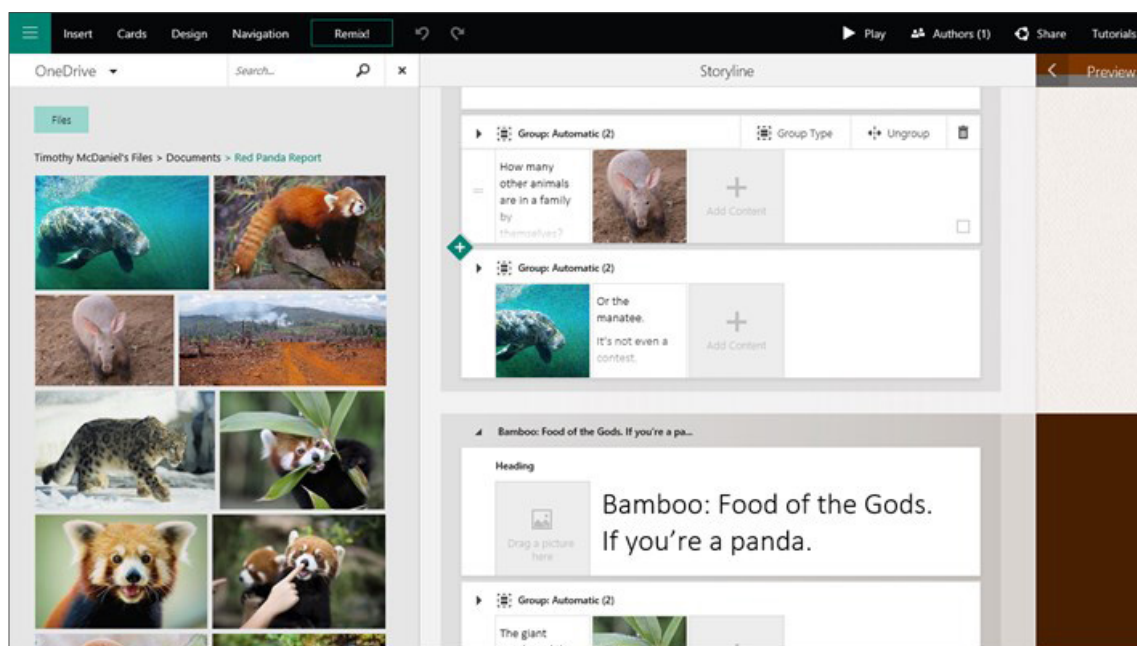 Insert Cards Design Navigation Remix! Play Authors (1) Share Tutorials
OneDrive Search... Storyline Preview
Files
Timothy McDaniel's Files > Documents > Red Panda Report
Group: Automatic (2) Group Type Ungroup
How many
other animals
are in a family
by
themselves?
Add Content
Group: Automatic (2)
Or the
manatee.
It's not even a
contest.
Add Content
Bamboo: Food of the Gods. If you're a pa...
Heading
Drag a picture
here
Bamboo: Food of the Gods.
If you're a panda.
Group: Automatic (2)
The giant